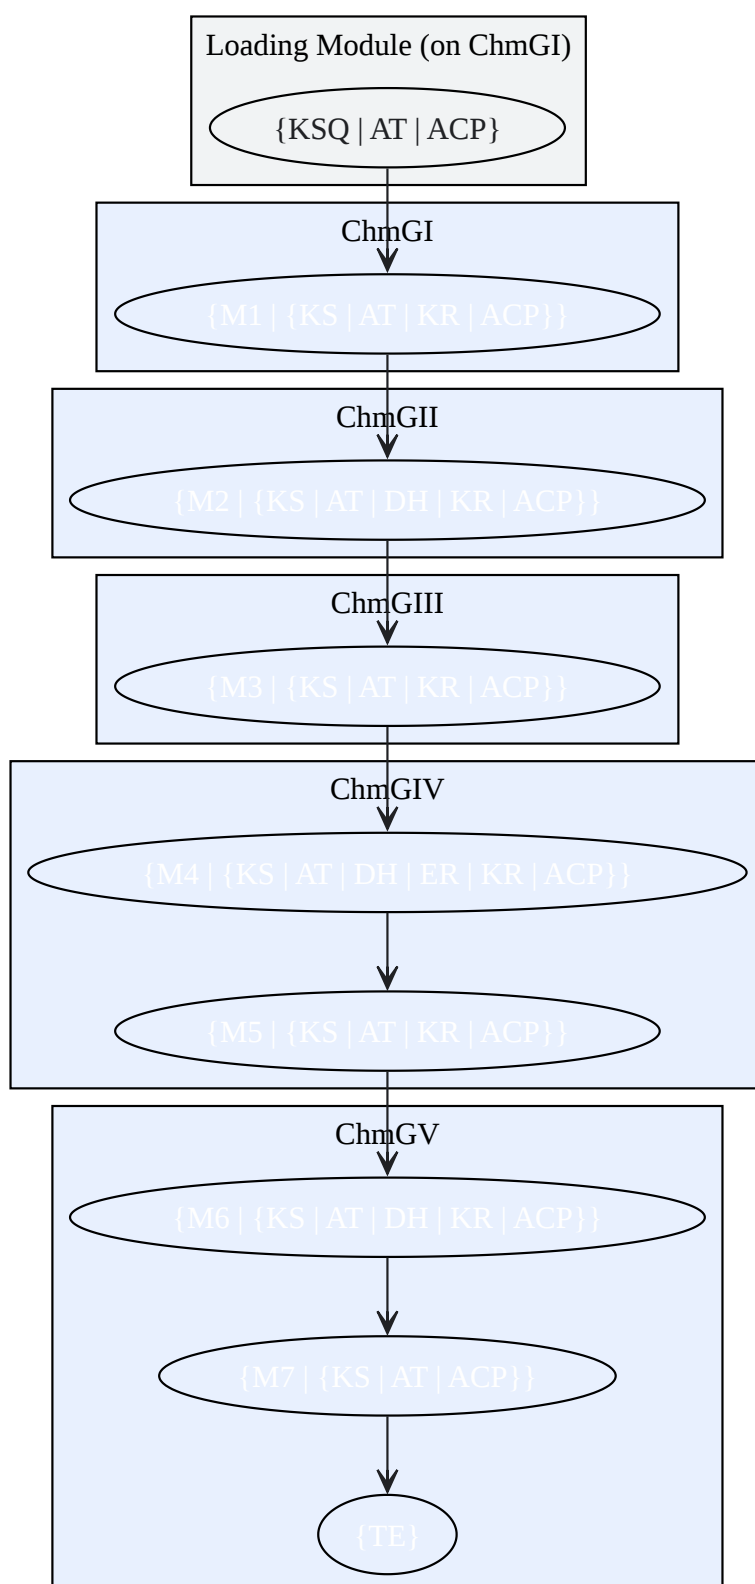 Loading Module (on ChmGI)
{KSQ | AT | ACP}
ChmGI
{M1 | {KS | AT | KR | ACP}}
ChmGII
{M2 | {KS | AT | DH | KR | ACP}}
ChmGIII
{M3 | {KS | AT | KR | ACP}}
ChmGIV
{M4 | {KS | AT | DH | ER | KR | ACP}}
{M5 | {KS | AT | KR | ACP}}
ChmGV
{M6 | {KS | AT | DH | KR | ACP}}
{M7 | {KS | AT | ACP}}
{TE}